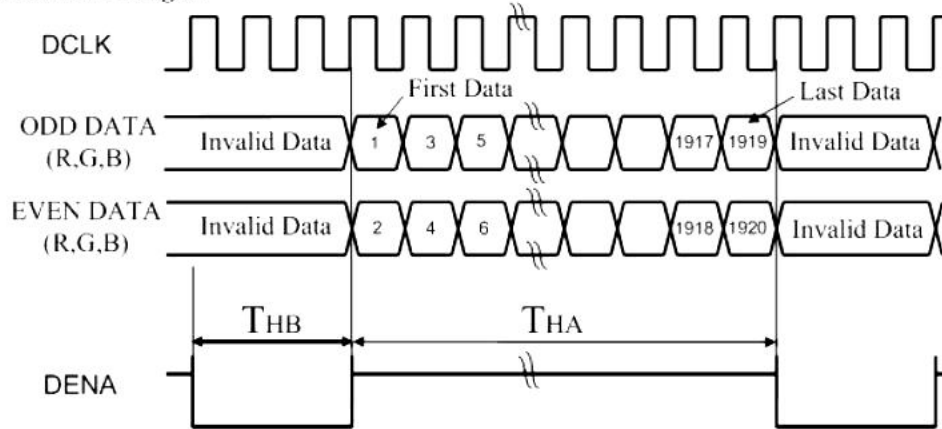 DCLK
First Data
Last Data
ODD DATA
(R,G,B)
Invalid Data 1 3 5 1917 1919 Invalid Data
EVEN DATA
(R,G,B)
Invalid Data 2 4 6 1918 1920 Invalid Data
THB THA
DENA